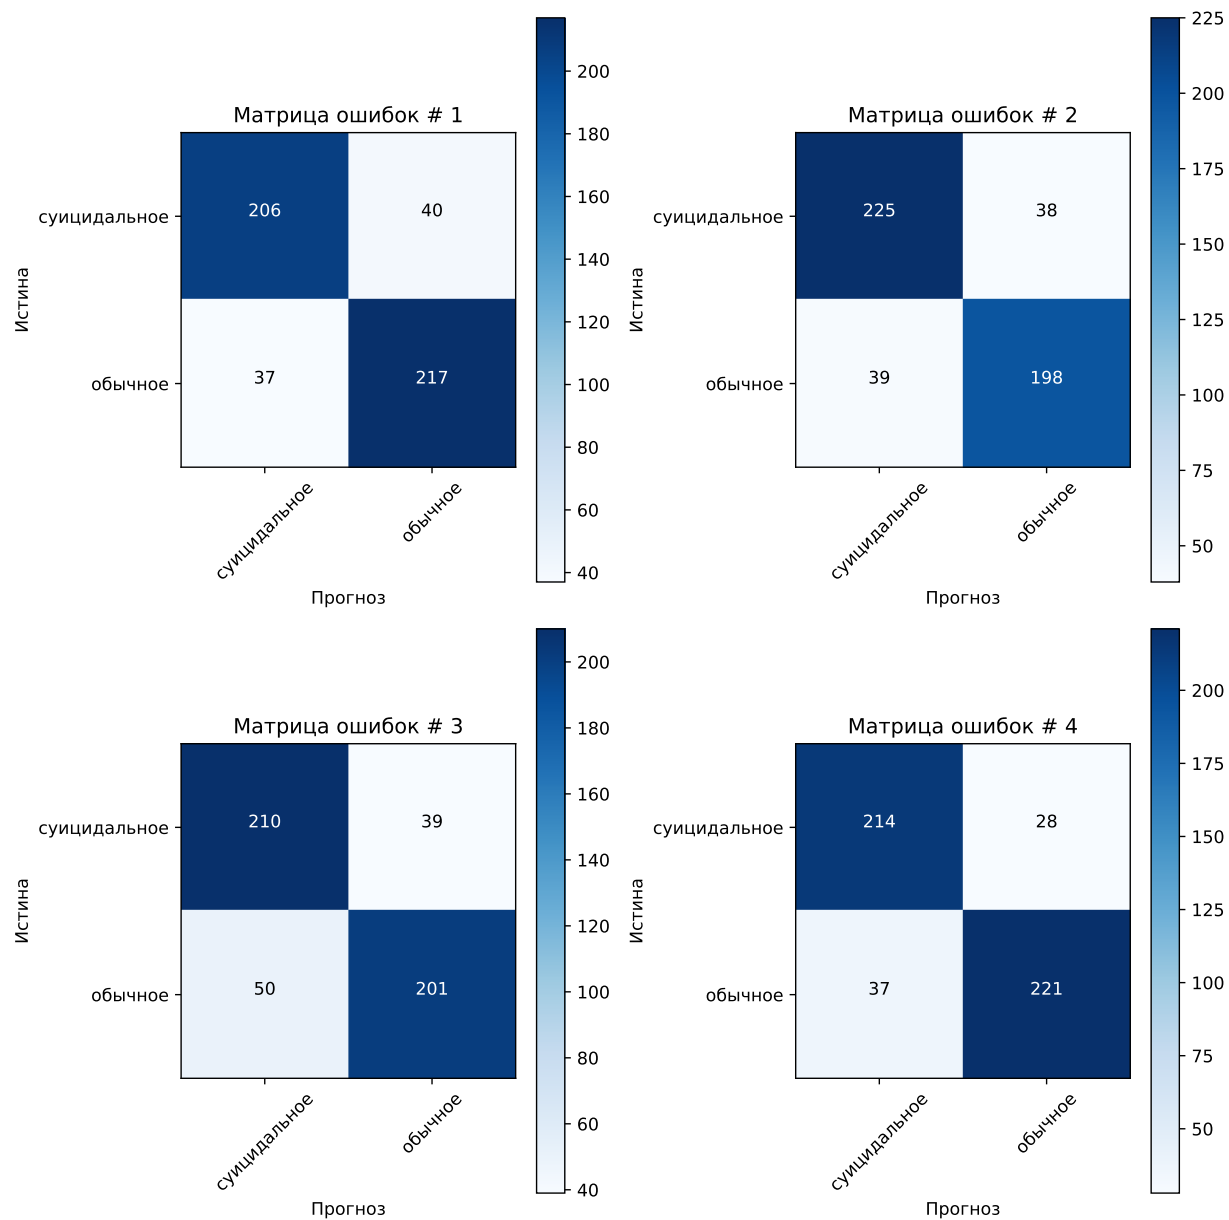 Матрица ошибок # 1
суицидальное
обычное
Истина
206
40
37
217
суицидальное
обычное
Прогноз
200
180
160
140
120
100
80
60
40
Матрица ошибок # 2
суицидальное
обычное
Истина
225
38
39
198
суицидальное
обычное
Прогноз
225
200
175
150
125
100
75
50
Матрица ошибок # 3
суицидальное
обычное
Истина
210
39
50
201
суицидальное
обычное
Прогноз
200
180
160
140
120
100
80
60
40
Матрица ошибок # 4
суицидальное
обычное
Истина
214
28
37
221
суицидальное
обычное
Прогноз
200
175
150
125
100
75
50